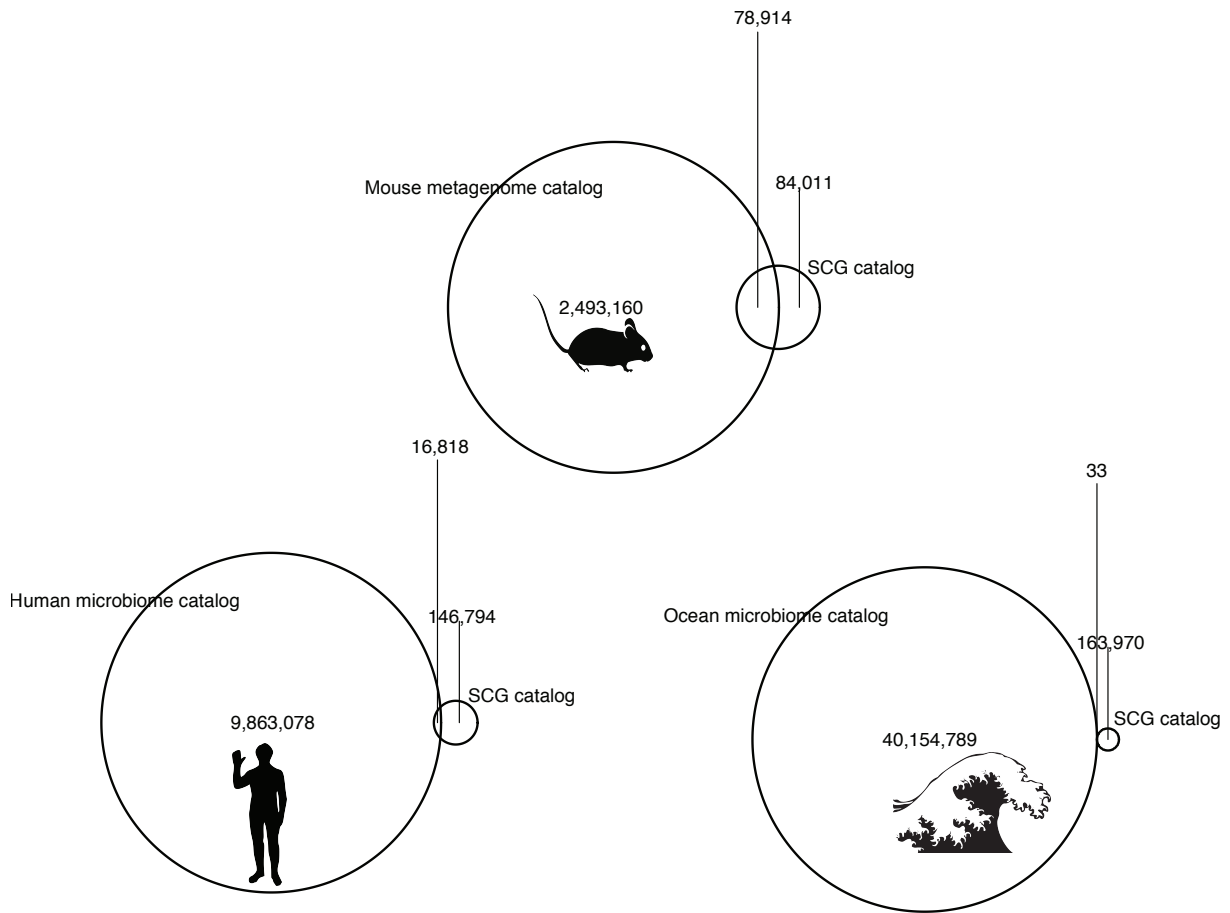 78,914
Mouse metagenome catalog
84,011
SCG catalog
2,493,160
16,818
Human microbiome catalog
146,794
SCG catalog
9,863,078
33
Ocean microbiome catalog
163,970
SCG catalog
40,154,789